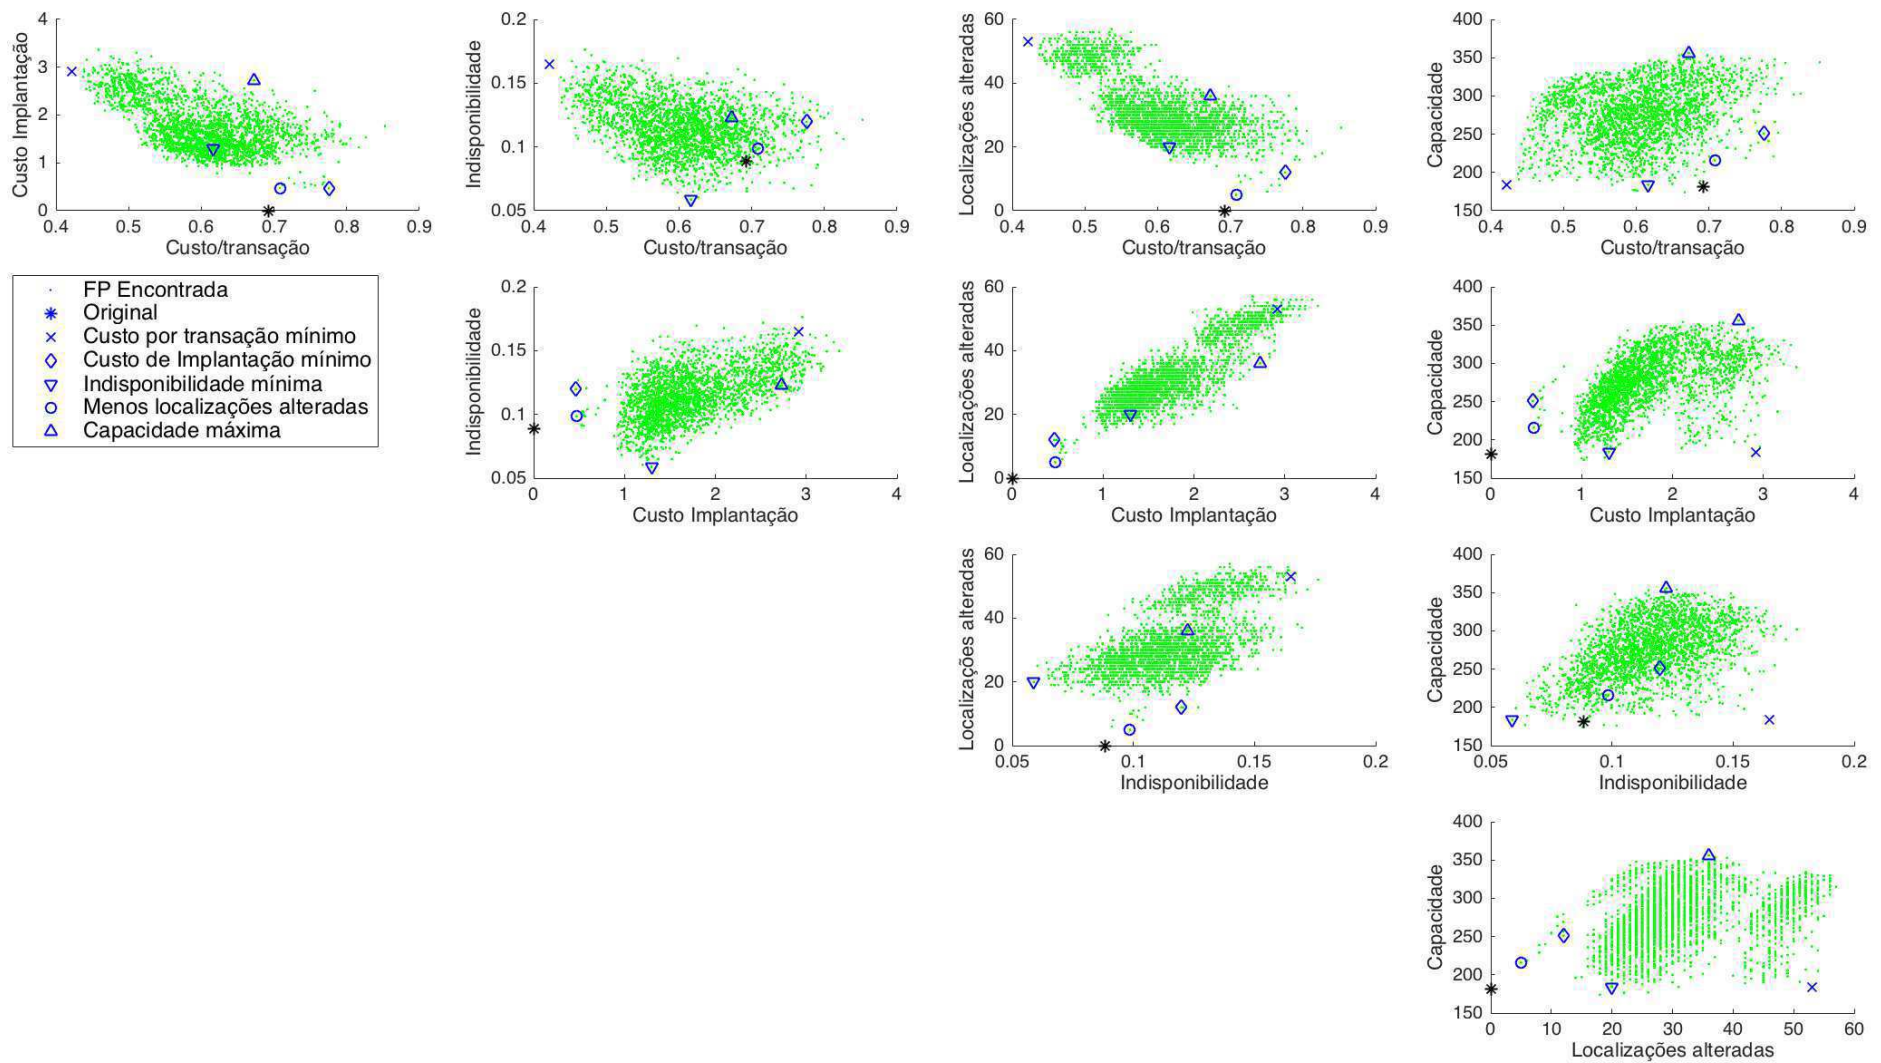 4
3
2
1
0
Custo Implantação
0.4 0.5 0.6 0.7 0.8 0.9
Custo/transação
0.2
0.15
0.1
0.05
Indisponibilidade
0.4 0.5 0.6 0.7 0.8 0.9
Custo/transação
60
40
20
0
Localizações alteradas
0.4 0.5 0.6 0.7 0.8 0.9
Custo/transação
400
350
300
250
200
150
Capacidade
0.4 0.5 0.6 0.7 0.8 0.9
Custo/transação
FP Encontrada
Original
Custo por transação mínimo
Custo de Implantação mínimo
Indisponibilidade mínima
Menos localizações alteradas
Capacidade máxima
0.2
0.15
0.1
0.05
Indisponibilidade
0 1 2 3 4
Custo Implantação
60
40
20
0
Localizações alteradas
0 1 2 3 4
Custo Implantação
400
350
300
250
200
150
Capacidade
0 1 2 3 4
Custo Implantação
60
40
20
0
Localizações alteradas
0.05 0.1 0.15 0.2
Indisponibilidade
400
350
300
250
200
150
Capacidade
0.05 0.1 0.15 0.2
Indisponibilidade
400
350
300
250
200
150
Capacidade
0 10 20 30 40 50 60
Localizações alteradas